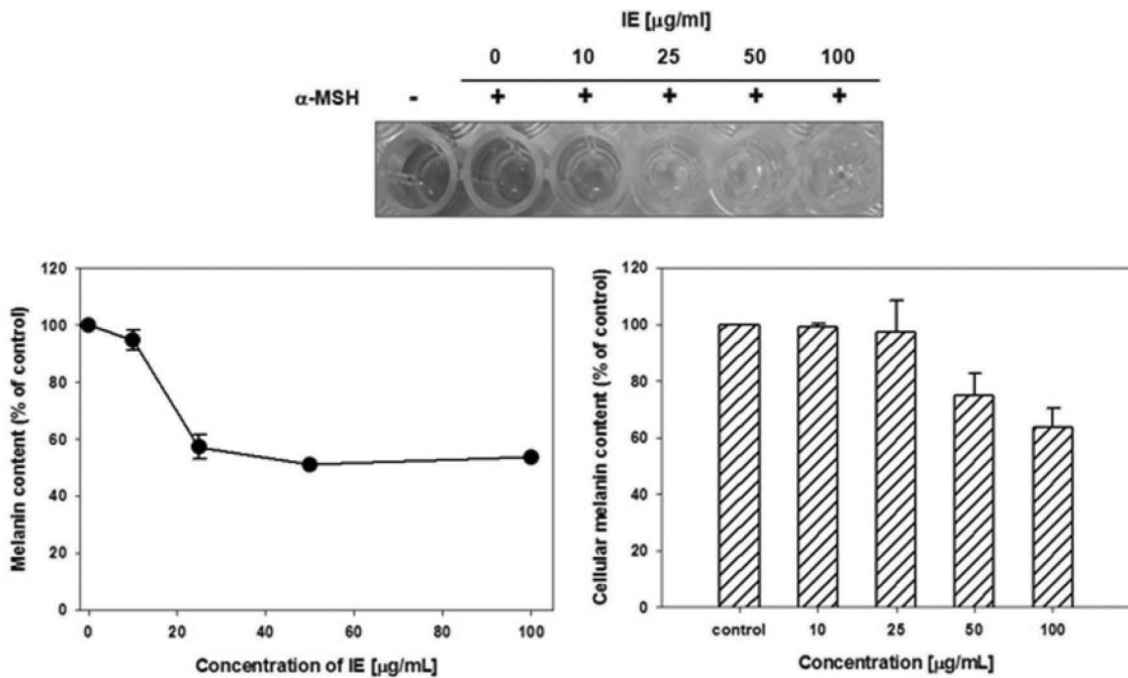 IE [μg/ml]
0 10 25 50 100
α-MSH - + + + + +
120
100
80
60
40
20
0
Melanin content (% of control)
0 20 40 60 80 100
Concentration of IE [μg/mL]
120
100
80
60
40
20
0
Cellular melanin content (% of control)
control 10 25 50 100
Concentration [μg/mL]